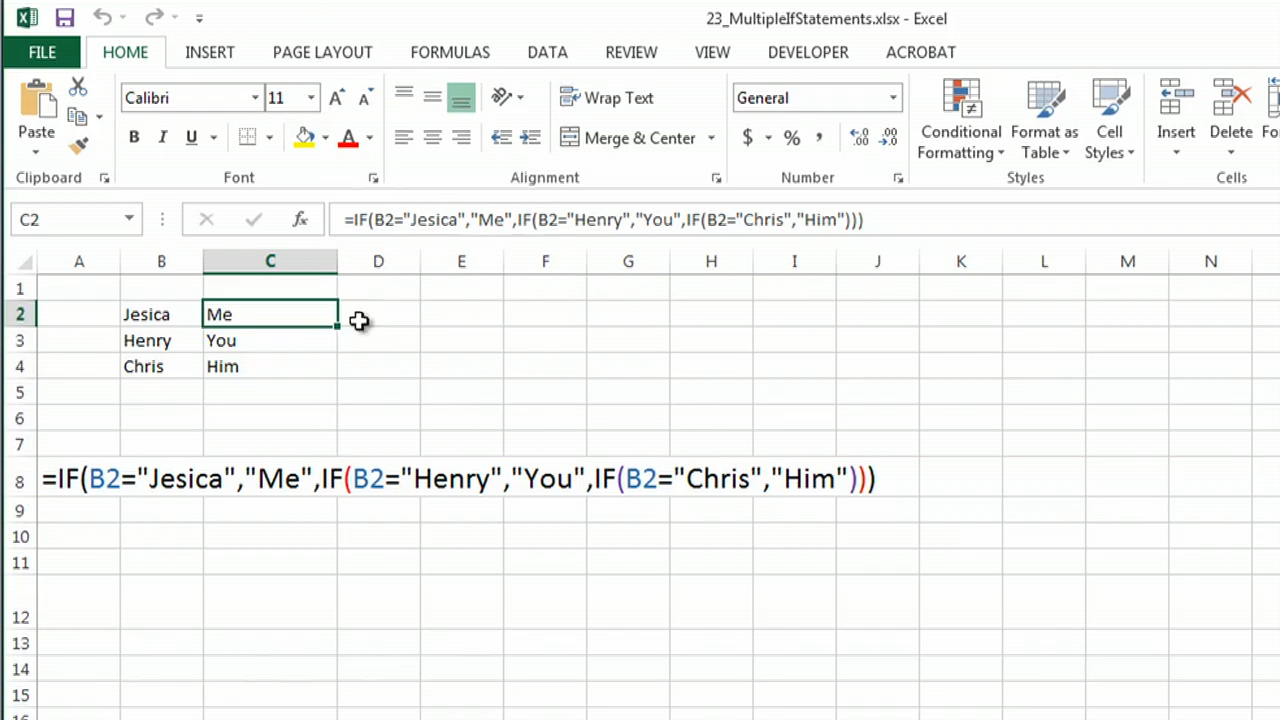 23_MultipleIfStatements.xlsx - Excel
FILE HOME INSERT PAGE LAYOUT FORMULAS DATA REVIEW VIEW DEVELOPER ACROBAT
Calibri 11 Wrap Text General
Paste B I U A Merge & Center $ % , Conditional Formatting Format as Table Cell Styles Insert Delete
Clipboard Font Alignment Number Styles Cells
C2 fx =IF(B2="Jesica","Me",IF(B2="Henry","You",IF(B2="Chris","Him")))
A B C D E F G H I J K L M N
1
2 Jesica Me
3 Henry You
4 Chris Him
5
6
7
8 =IF(B2="Jesica","Me",IF(B2="Henry","You",IF(B2="Chris","Him")))
9
10
11
12
13
14
15